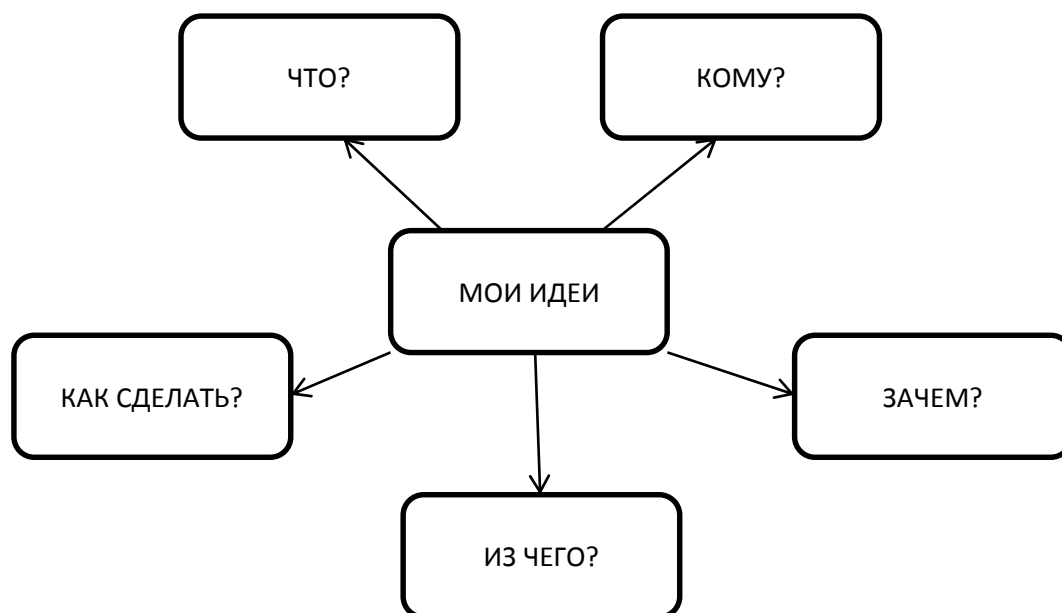 ЧТО?
КОМУ?
МОИ ИДЕИ
КАК СДЕЛАТЬ?
ЗАЧЕМ?
ИЗ ЧЕГО?